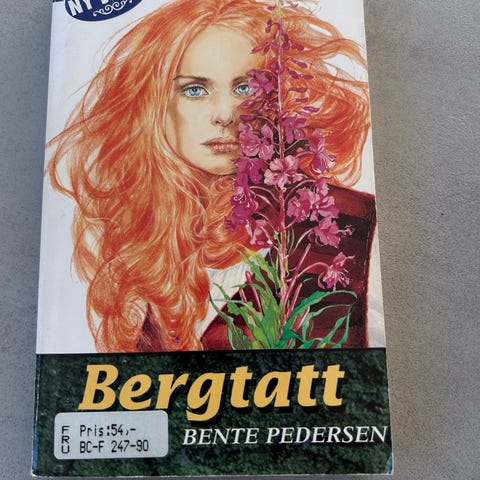 NY
Bergtatt
BENTE PEDERSEN
FRU
Pris:54,-
BC-F 247-90